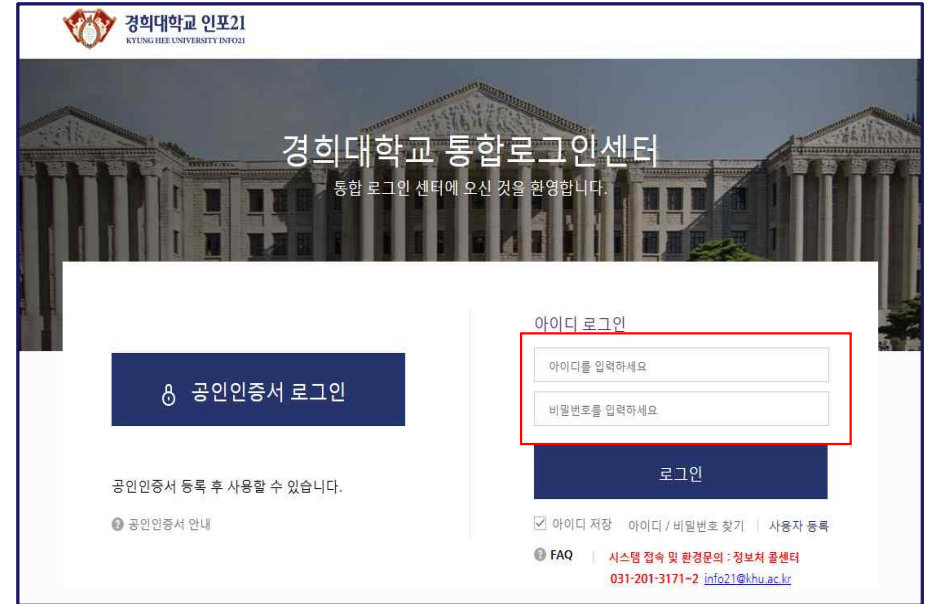 경희대학교 인포21
KYUNG HEE UNIVERSITY INFO21
경희대학교 통합로그인센터
통합 로그인 센터에 오신 것을 환영합니다.
공인인증서 로그인
공인인증서 등록 후 사용할 수 있습니다.
공인인증서 안내
아이디 로그인
아이디를 입력하세요
비밀번호를 입력하세요
로그인
아이디 저장 아이디 / 비밀번호 찾기 사용자 등록
FAQ 시스템 접속 및 환경문의 : 정보처 콜센터
031-201-3171~2 info21@khu.ac.kr